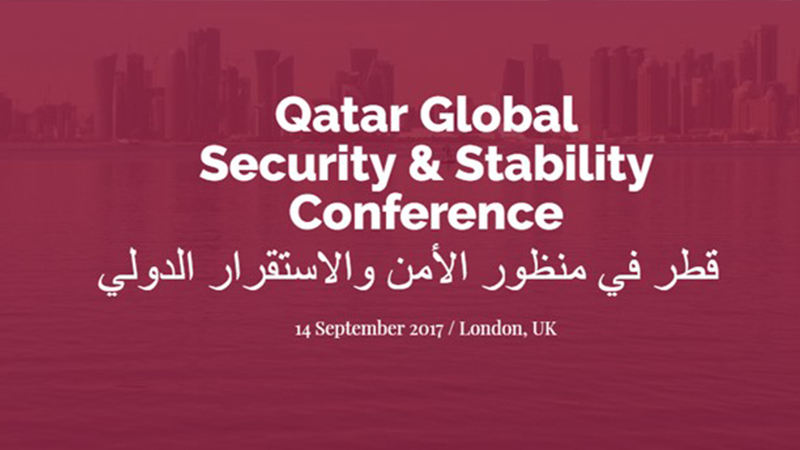 Qatar Global
Security & Stability
Conference
قطر في منظور الأمن والاستقرار الدولي
14 September 2017 / London, UK